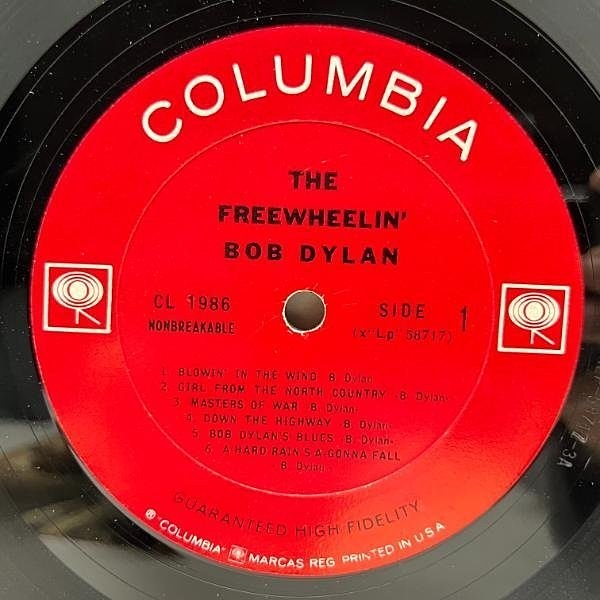 COLUMBIA
THE
FREEWHEELIN'
BOB DYLAN
CL 1986
NONBREAKABLE
SIDE 1
(x"Lp" 58717)
1. BLOWIN' IN THE WIND -B. Dylan-
2. GIRL FROM THE NORTH COUNTRY -B. Dylan-
3. MASTERS OF WAR -B. Dylan-
4. DOWN THE HIGHWAY -B. Dylan-
5. BOB DYLAN'S BLUES -B. Dylan-
6. A HARD RAIN'S A-GONNA FALL
-B. Dylan-
GUARANTEED HIGH FIDELITY
® "COLUMBIA" MARCAS REG. PRINTED IN U.S.A.